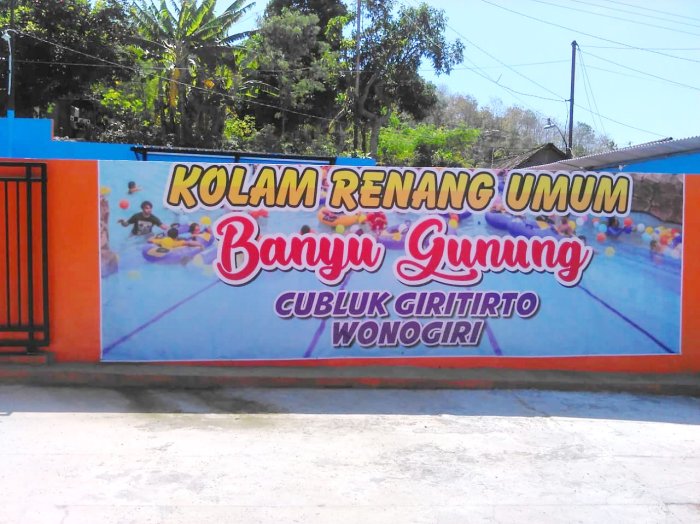 KOLAM RENANG UMUM
Banyu Gunung
CUBLUK GIRITIRTO
WONOGIRI